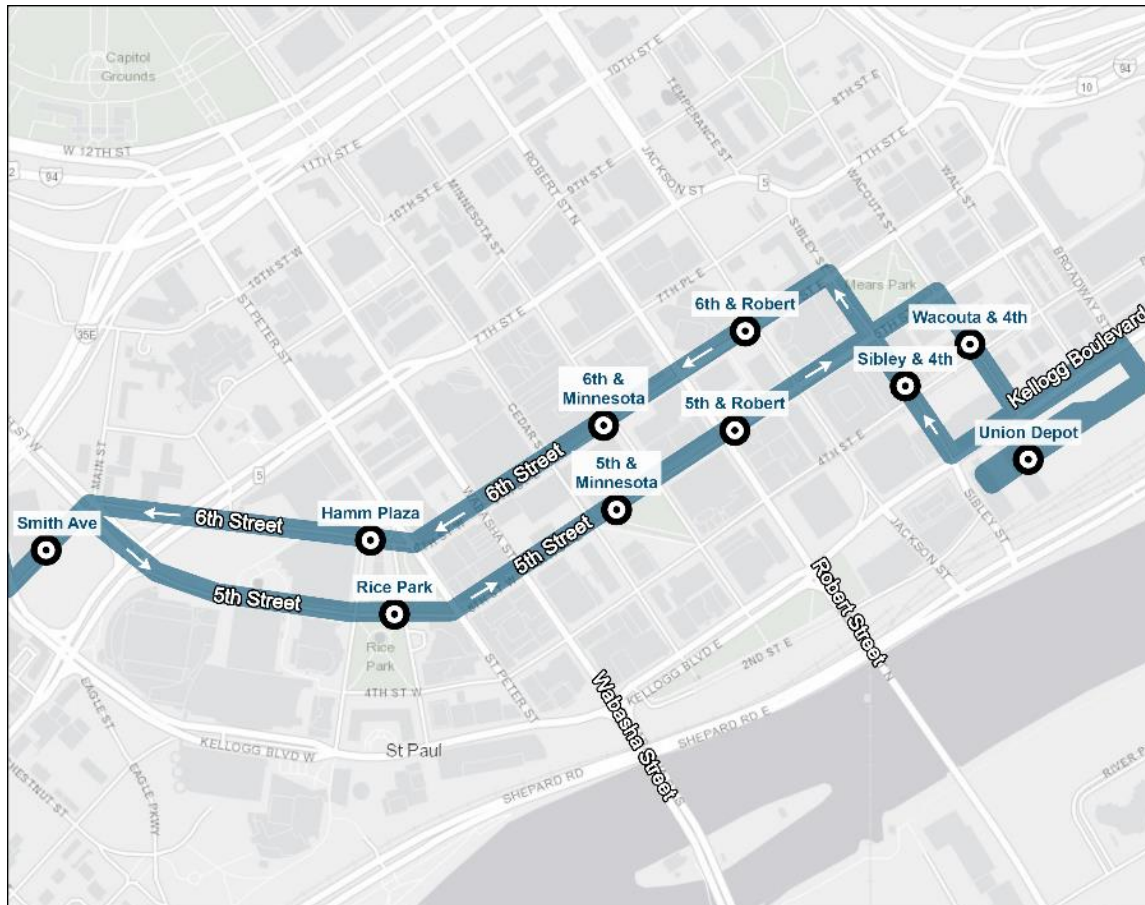 Capitol
Grounds
W 12TH ST
94
11TH ST E
10TH ST E
10TH ST E
9TH ST E
TEMPERANCE ST
8TH ST E
10
94
7TH ST E
5
JACKSON ST
ROBERT ST N
MINNESOTA ST
10TH ST W
ST PETER ST
35E
WACOUTA ST
WALL ST
SIBLEY ST
BROADWAY ST
7TH PL E
7TH ST E
Mears Park
6th & Robert
Wacouta & 4th
Kellogg Boulevard
Sibley & 4th
6th &
Minnesota
5th & Robert
Union Depot
5th &
Minnesota
CEDAR S
4TH ST E
6th Street
MAIN ST
5
WABASHA ST
5th Street
Smith Ave
6th Street
Hamm Plaza
SIBLEY ST
JACKSON ST
5th Street
Rice Park
Robert Street
N
Rice
Park
4TH ST W
ST PETER ST
KELLOGG BLVD E
2ND ST E
Wabasha Street
EAGLE ST
KELLOGG BLVD W
St Paul
SHEPARD RD E
SHEPARD RD
EAGLE PKWY
HESTNUT ST
RIVER P